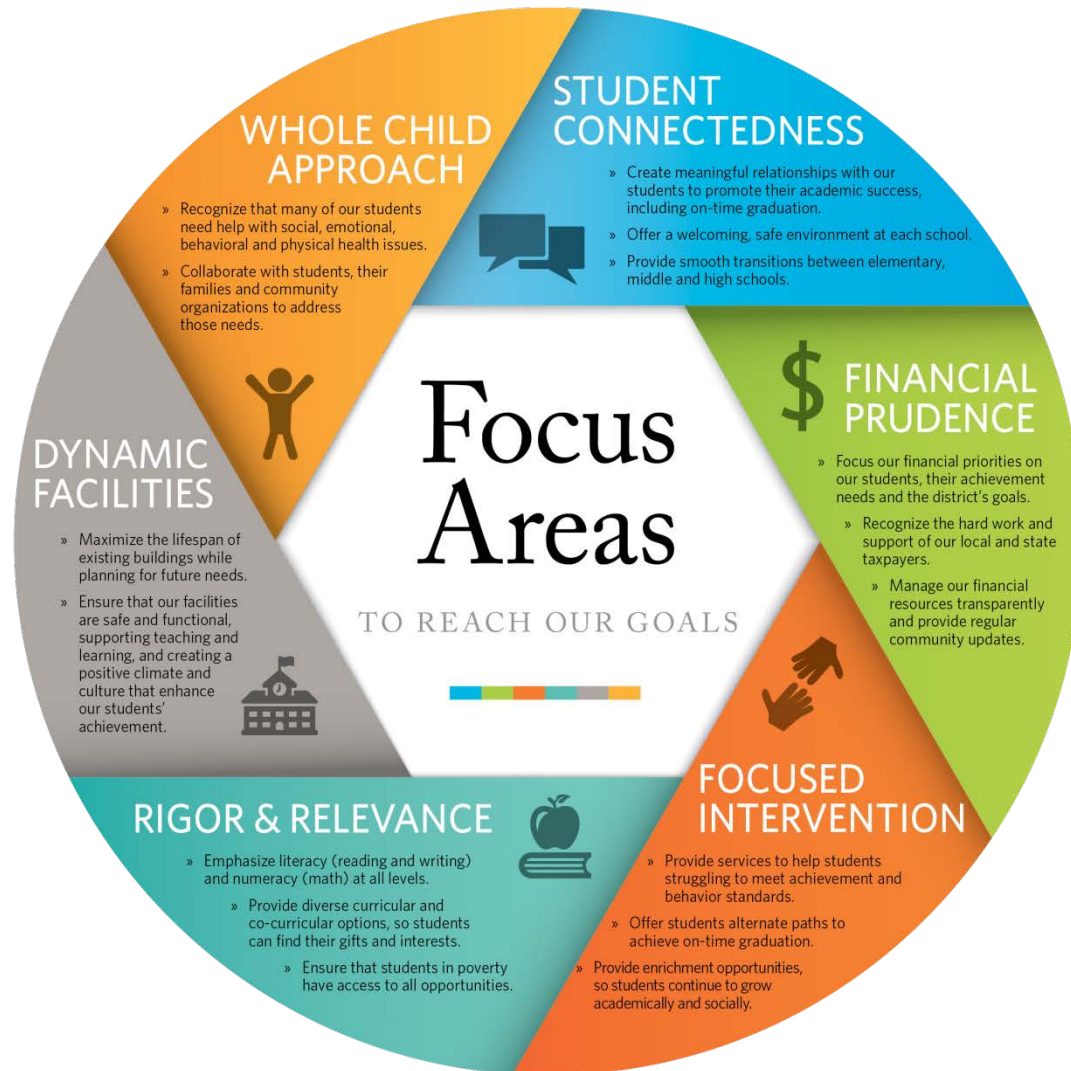 Focus
Areas
TO REACH OUR GOALS
STUDENT
CONNECTEDNESS
» Create meaningful relationships with our
students to promote their academic success,
including on-time graduation.
» Offer a welcoming, safe environment at each school.
» Provide smooth transitions between elementary,
middle and high schools.
$ FINANCIAL
PRUDENCE
» Focus our financial priorities on
our students, their achievement
needs and the district's goals.
» Recognize the hard work and
support of our local and state
taxpayers.
» Manage our financial
resources transparently
and provide regular
community updates.
FOCUSED
INTERVENTION
» Provide services to help students
struggling to meet achievement and
behavior standards.
» Offer students alternate paths to
achieve on-time graduation.
» Provide enrichment opportunities,
so students continue to grow
academically and socially.
RIGOR & RELEVANCE
» Emphasize literacy (reading and writing)
and numeracy (math) at all levels.
» Provide diverse curricular and
co-curricular options, so students
can find their gifts and interests.
» Ensure that students in poverty
have access to all opportunities.
DYNAMIC
FACILITIES
» Maximize the lifespan of
existing buildings while
planning for future needs.
» Ensure that our facilities
are safe and functional,
supporting teaching and
learning, and creating a
positive climate and
culture that enhance
our students'
achievement.
WHOLE CHILD
APPROACH
» Recognize that many of our students
need help with social, emotional,
behavioral and physical health issues.
» Collaborate with students, their
families and community
organizations to address
those needs.